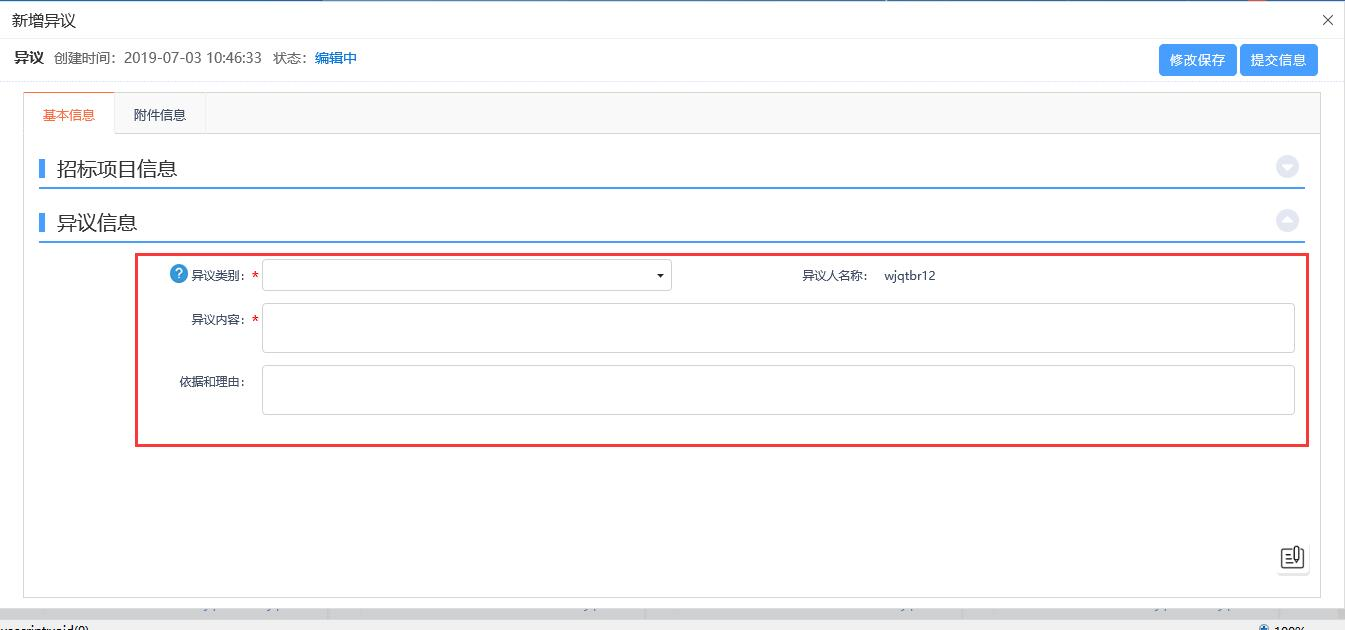 新增异议
异议 创建时间：2019-07-03 10:46:33 状态：编辑中
修改保存 提交信息
基本信息 附件信息
招标项目信息
异议信息
? 异议类别：* 异议人名称： wjqtbr12
异议内容：*
依据和理由：
100%